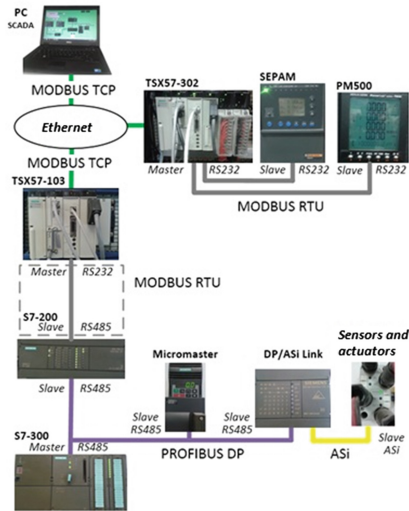 PC
SCADA
MODBUS TCP
Ethernet
MODBUS TCP
TSX57-302
SEPAM
PM500
Master
RS232
Slave
RS232
Slave
RS232
MODBUS RTU
TSX57-103
Master
RS232
MODBUS RTU
S7-200
Slave
RS485
Slave
RS485
Micromaster
DP/ASi Link
Sensors and
actuators
Slave
RS485
Slave
RS485
Slave
ASi
PROFIBUS DP
ASi
S7-300
Master
RS485